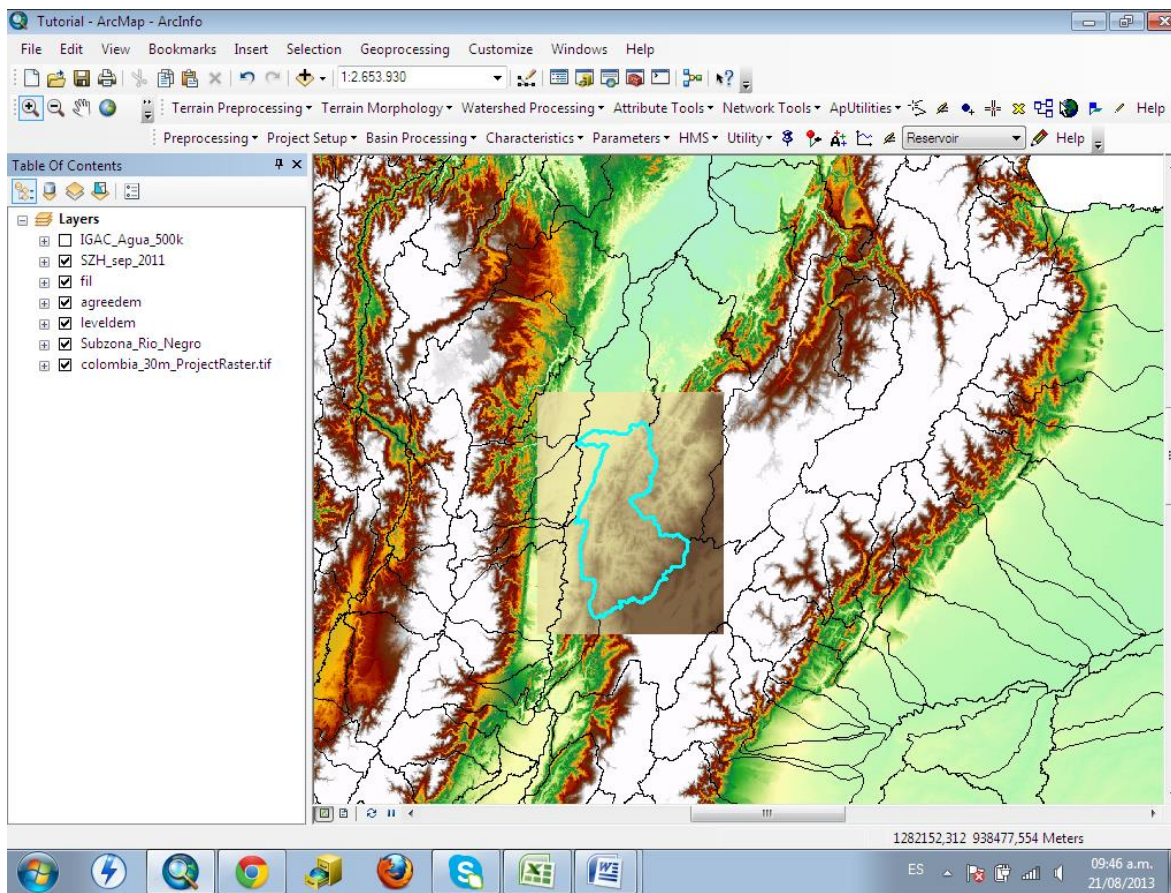 Tutorial - ArcMap - ArcInfo
File Edit View Bookmarks Insert Selection Geoprocessing Customize Windows Help
1:2.653.930
Terrain Preprocessing Terrain Morphology Watershed Processing Attribute Tools Network Tools ApUtilities Help
Preprocessing Project Setup Basin Processing Characteristics Parameters HMS Utility Reservoir Help
Table Of Contents
Layers
IGAC_Agua_500k
SZH_sep_2011
fil
agreedem
leveldem
Subzona_Rio_Negro
colombia_30m_ProjectRaster.tif
1282152,312 938477,554 Meters
ES
09:46 a.m.
21/08/2013